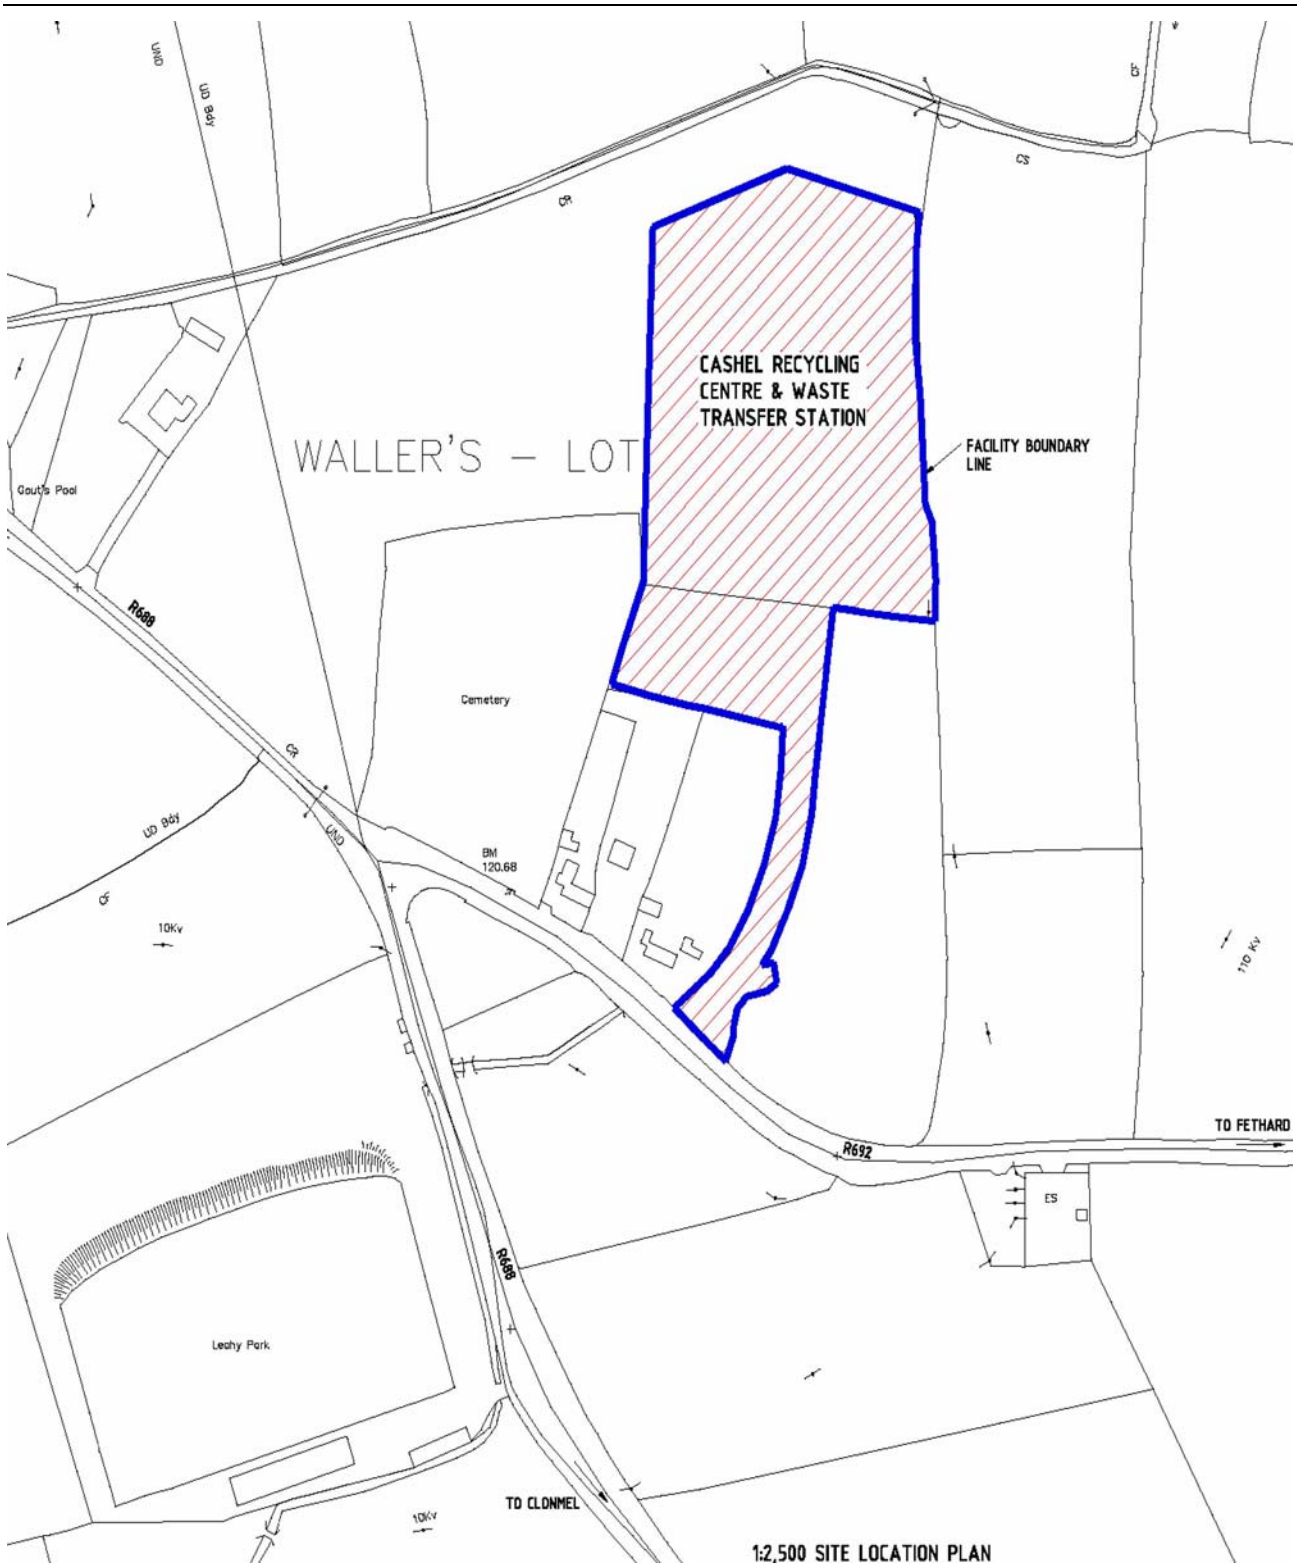 UND
UD Bdy
CF
CR
CS
CASHEL RECYCLING
CENTRE & WASTE
TRANSFER STATION
FACILITY BOUNDARY
LINE
WALLER'S – LOT
Gout's Pool
R688
Cemetery
CR
UD Bdy
UND
BM
120.68
CF
10Kv
110 Kv
TO FETHARD
R692
ES
R688
Leahy Park
TO CLONMEL
10Kv
1:2,500 SITE LOCATION PLAN